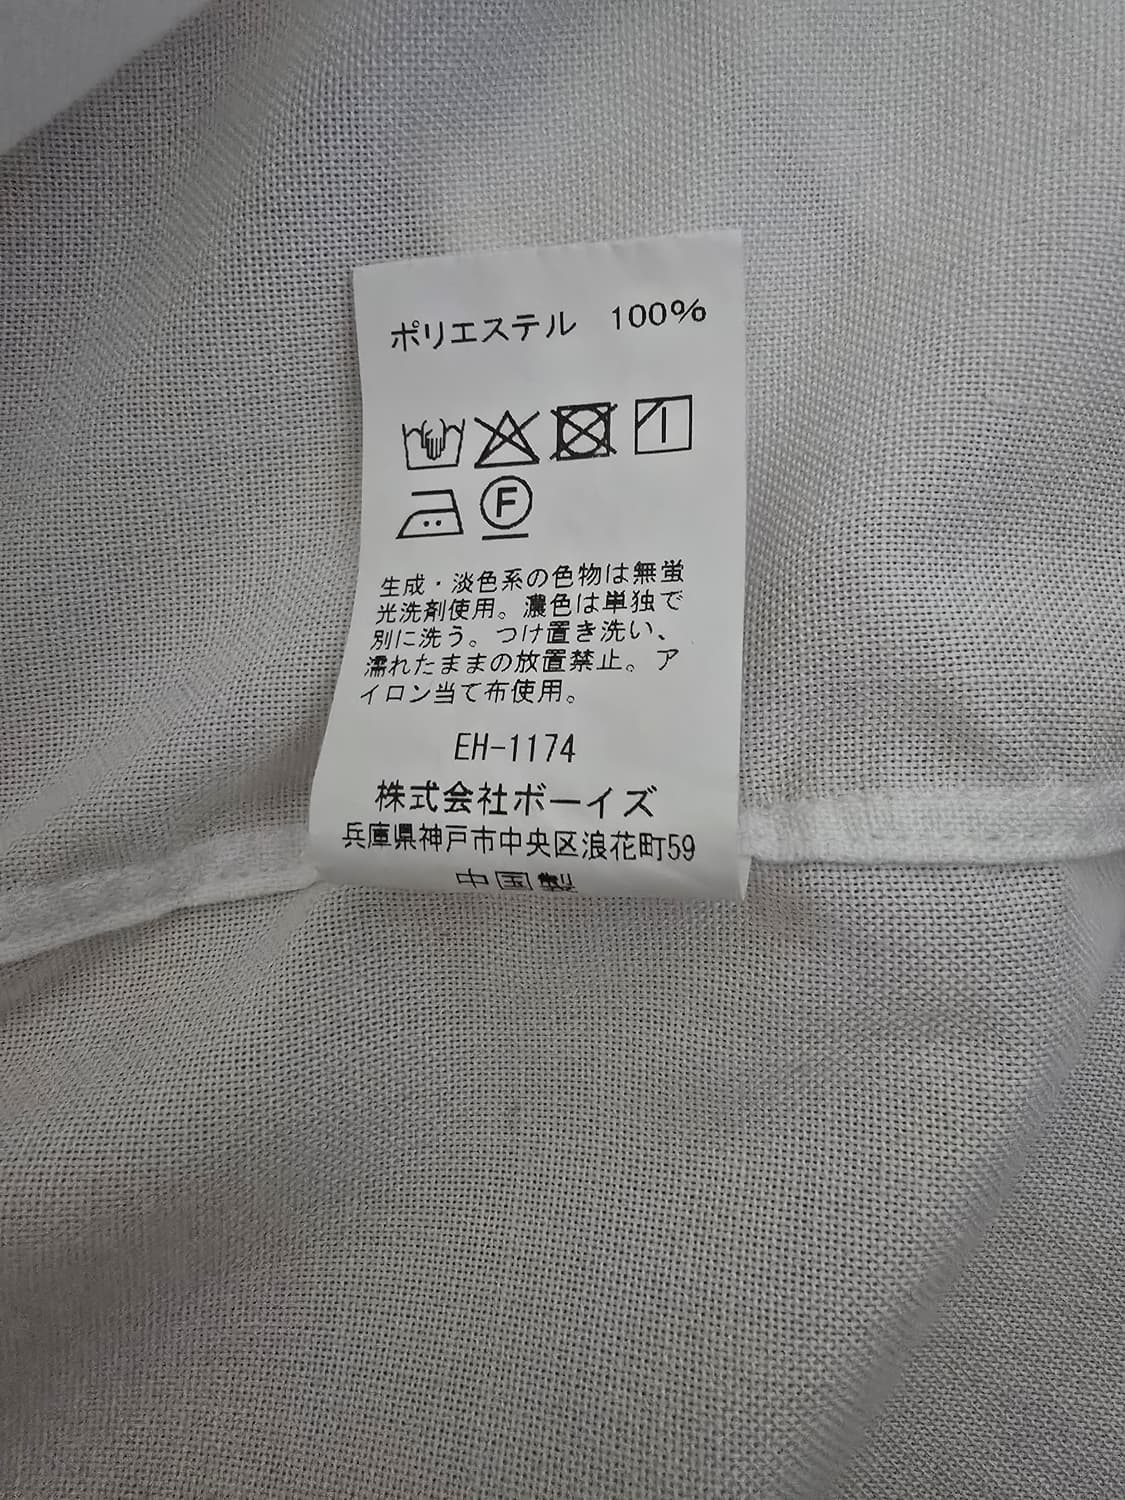 ポリエステル 100%
F
生成・淡色系の色物は無蛍
光洗剤使用。濃色は単独で
別に洗う。つけ置き洗い、
濡れたままの放置禁止。ア
イロン当て布使用。
EH-1174
株式会社ボーイズ
兵庫県神戸市中央区浪花町59
中国製